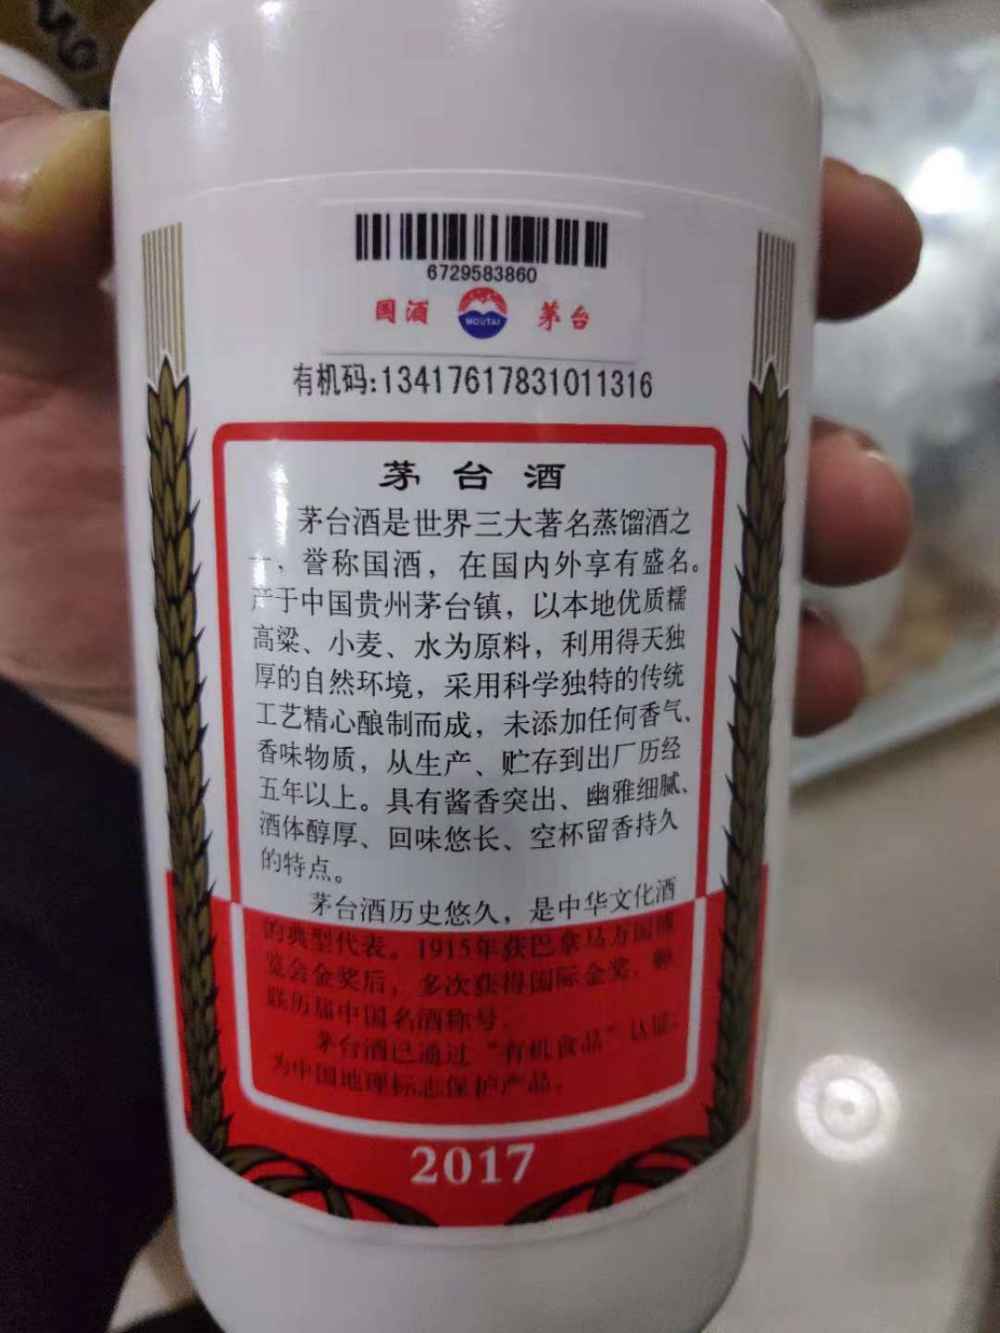 6729583860
国酒 MOUTAI 茅台
有机码:13417617831011316
茅台酒
茅台酒是世界三大著名蒸馏酒之
一，誉称国酒，在国内外享有盛名。
产于中国贵州茅台镇，以本地优质糯
高粱、小麦、水为原料，利用得天独
厚的自然环境，采用科学独特的传统
工艺精心酿制而成，未添加任何香气、
香味物质，从生产、贮存到出厂历经
五年以上。具有酱香突出、幽雅细腻、
酒体醇厚、回味悠长、空杯留香持久
的特点。
茅台酒历史悠久，是中华文化酒
的典型代表。1915年获巴拿马万国博
览会金奖后，多次获得国际金奖，蝉
联历届中国名酒称号。
茅台酒已通过“有机食品”认证，
为中国地理标志保护产品。
2017